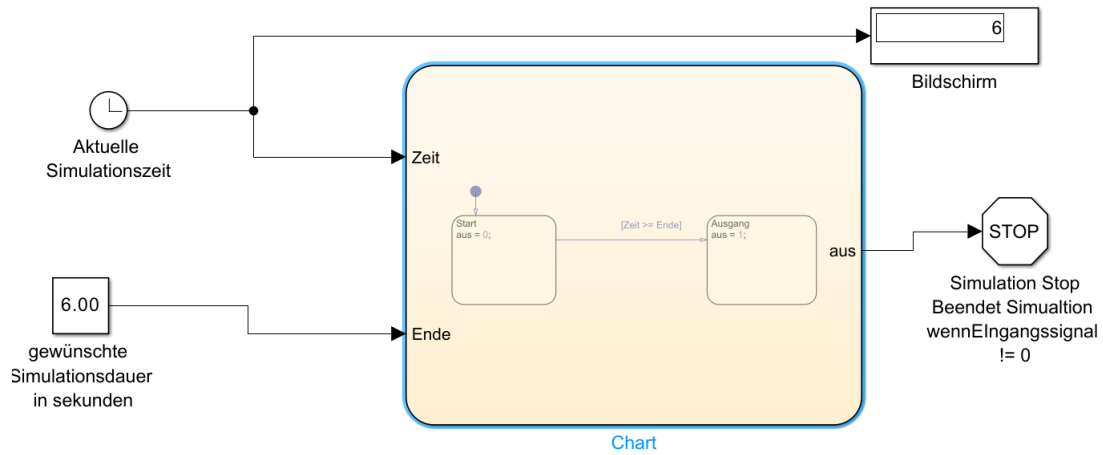 6
Bildschirm
Aktuelle
Simulationszeit
Zeit
Start
aus = 0;
[Zeit >= Ende]
Ausgang
aus = 1;
aus
STOP
Simulation Stop
Beendet Simualtion
wennEIngangssignal
!= 0
6.00
gewünschte
Simulationsdauer
in sekunden
Ende
Chart